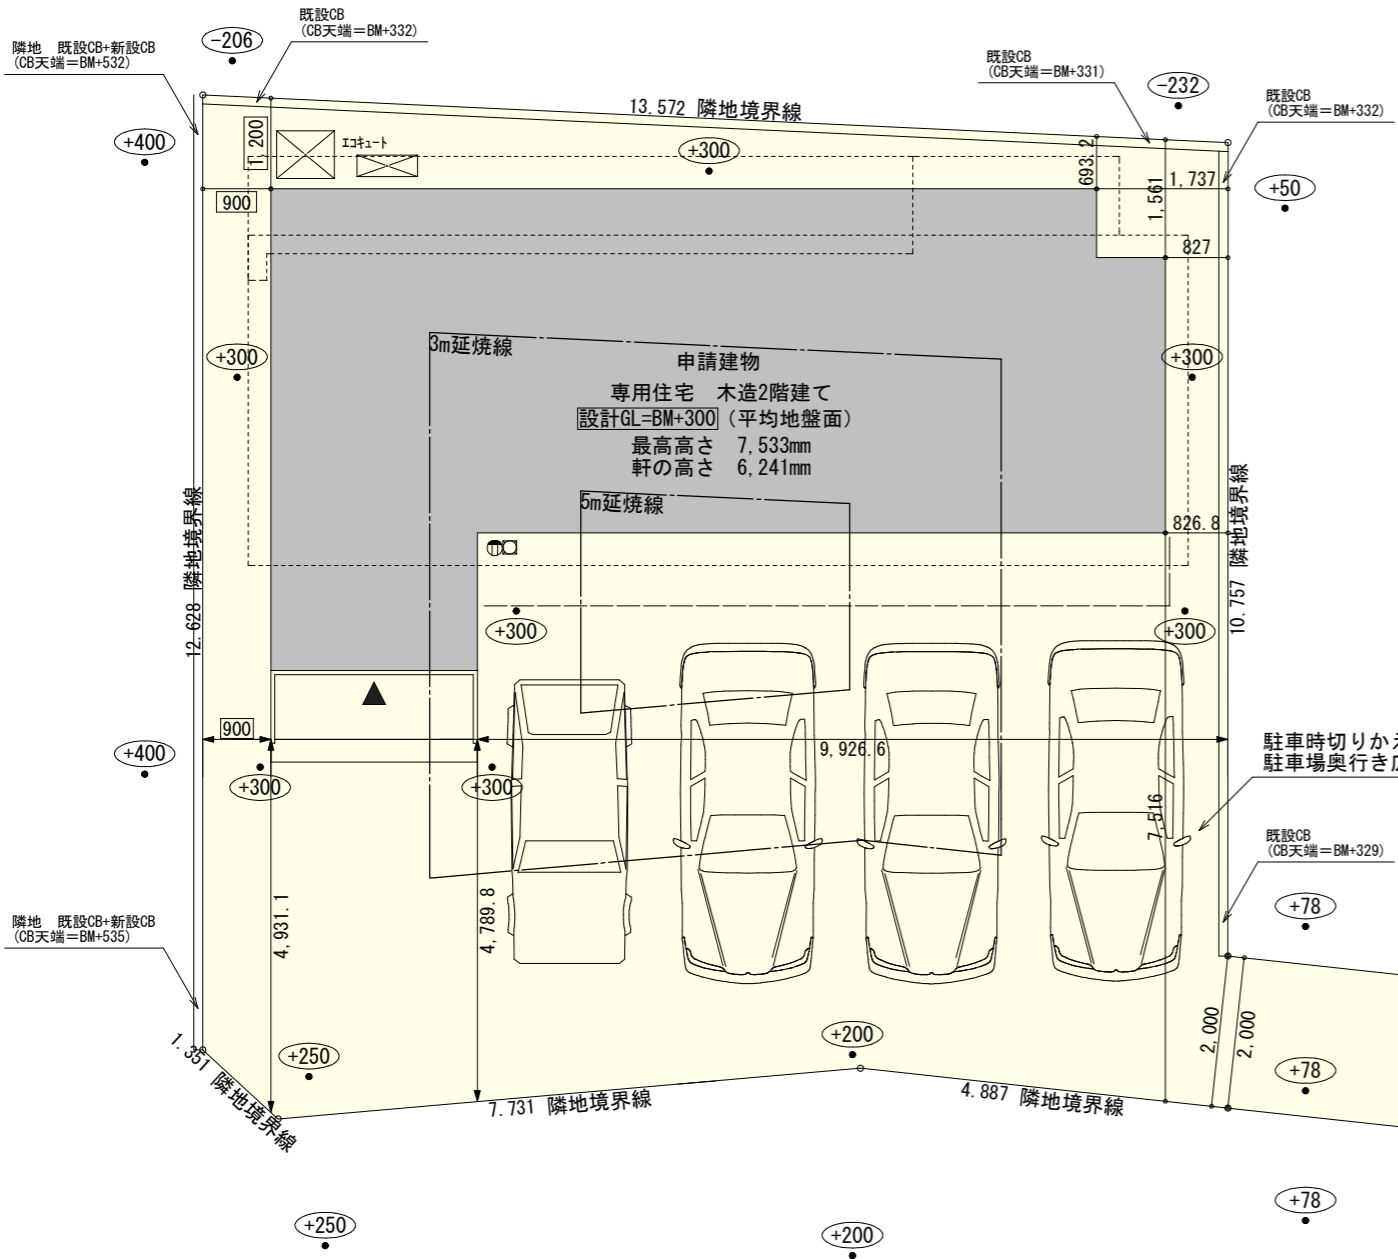 既設CB
(CB天端＝BM+332)
-206
隣地　既設CB+新設CB
(CB天端＝BM+532)
既設CB
(CB天端＝BM+331)
-232
既設CB
(CB天端＝BM+332)
13.572 隣地境界線
+400
1,200
エコキュート
+300
693.2
1,561
1,737
+50
900
827
+300
3m延焼線
申請建物
+300
専用住宅　木造2階建て
設計GL=BM+300 (平均地盤面)
最高高さ　7,533mm
軒の高さ　6,241mm
5m延焼線
826.8
12.628 隣地境界線
10.757 隣地境界線
+300
+300
900
9,926.6
+400
+300
+300
駐車時切りか
駐車場奥行き
7,516
既設CB
(CB天端＝BM+329)
4,931.1
4,789.8
+78
隣地　既設CB+新設CB
(CB天端＝BM+535)
2,000
2,000
+200
+250
+78
1.351 隣地境界線
7.731 隣地境界線
4.887 隣地境界線
+78
+250
+200